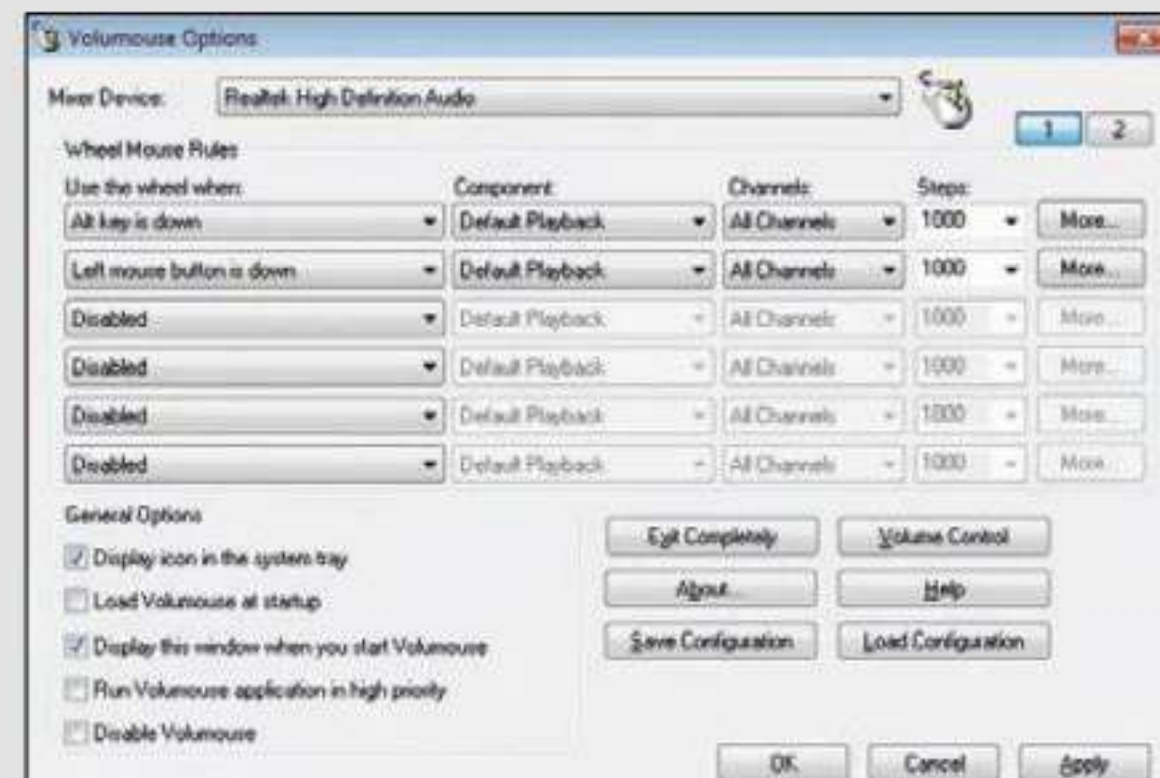 Volumouse Options
Mixer Device: Realtek High Definition Audio
1 2
Wheel Mouse Rules
Use the wheel when: Component: Channels: Steps:
Alt key is down Default Playback All Channels 1000 More...
Left mouse button is down Default Playback All Channels 1000 More...
Disabled Default Playback All Channels 1000 More...
Disabled Default Playback All Channels 1000 More...
Disabled Default Playback All Channels 1000 More...
Disabled Default Playback All Channels 1000 More...
General Options
Display icon in the system tray
Load Volumouse at startup
Display this window when you start Volumouse
Run Volumouse application in high priority
Disable Volumouse
Exit Completely Volume Control
About... Help
Save Configuration Load Configuration
OK Cancel Apply